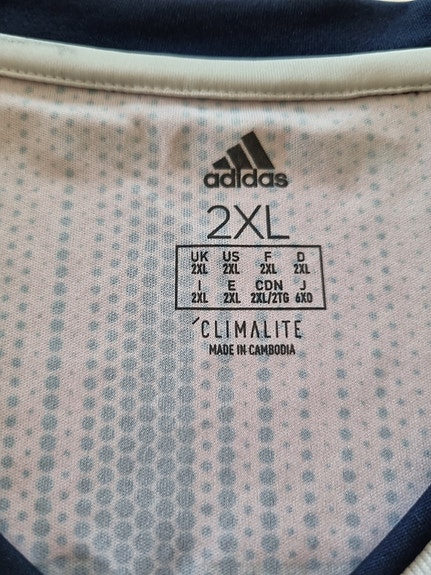 adidas
2XL
UK US F D
2XL 2XL 2XL 2XL
I E CDN J
2XL 2XL 2XL/2TG 6XO
CLIMALITE
MADE IN CAMBODIA